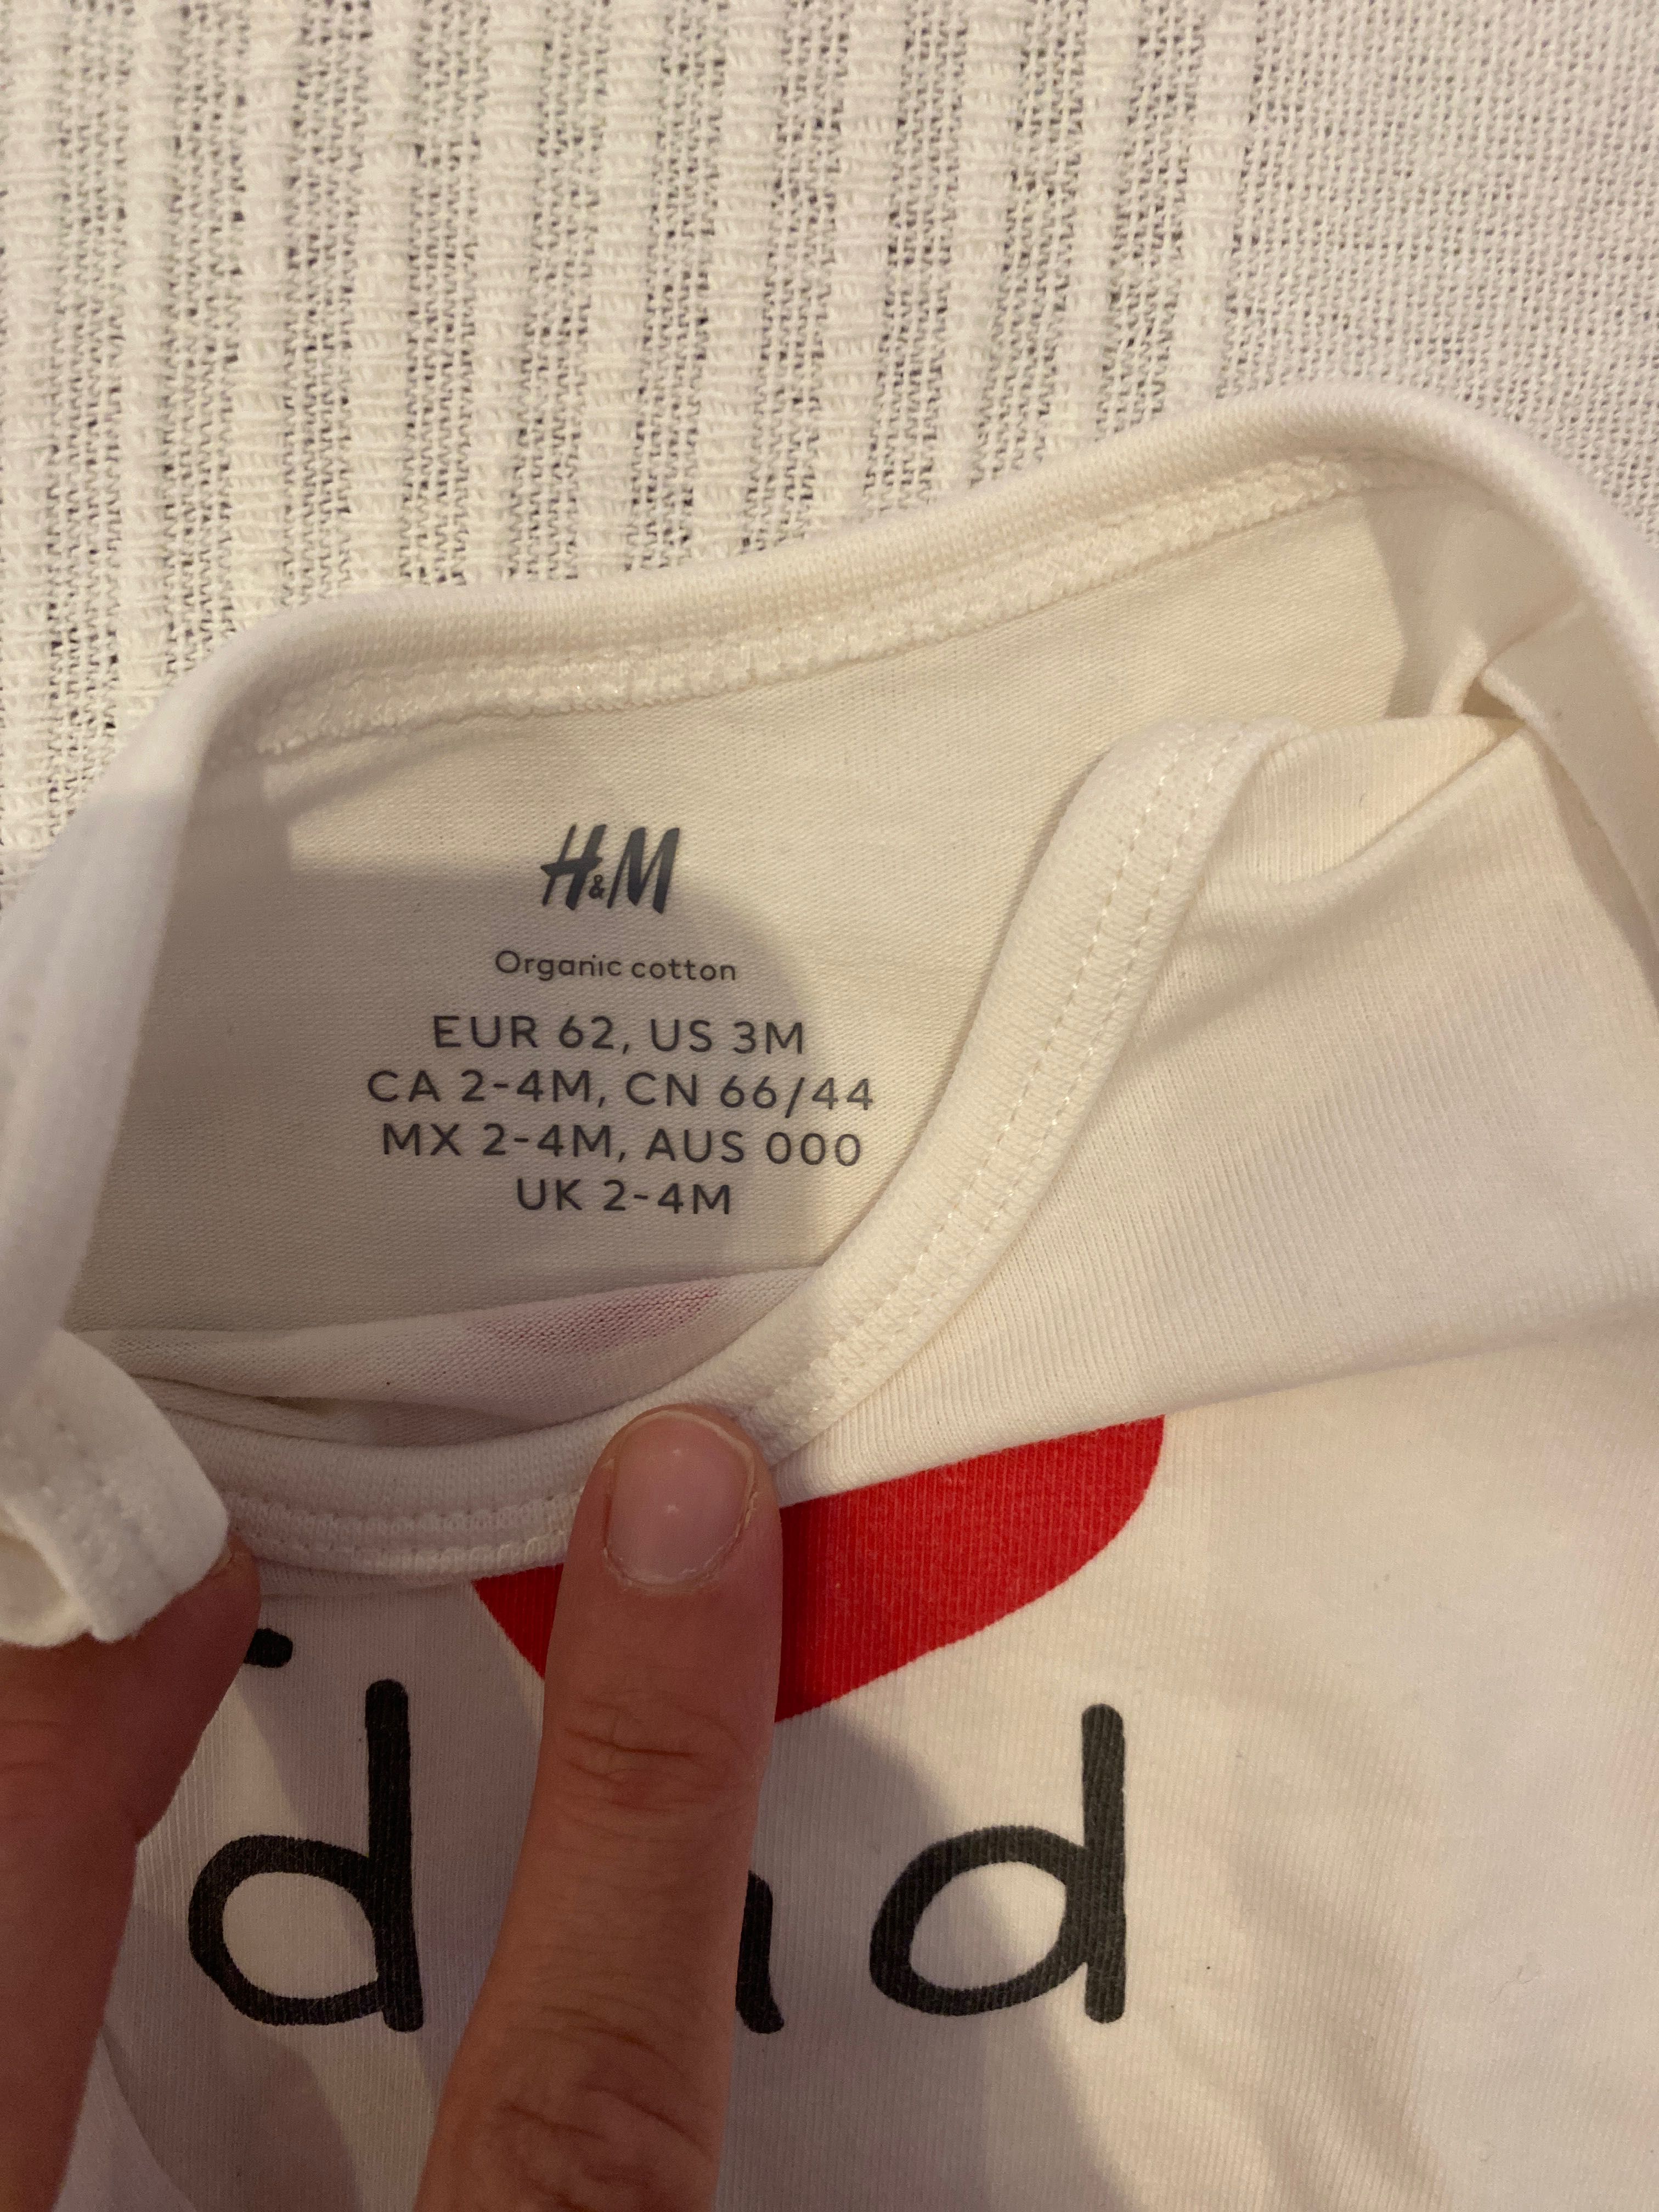 H&M
Organic cotton
EUR 62, US 3M
CA 2-4M, CN 66/44
MX 2-4M, AUS 000
UK 2-4M